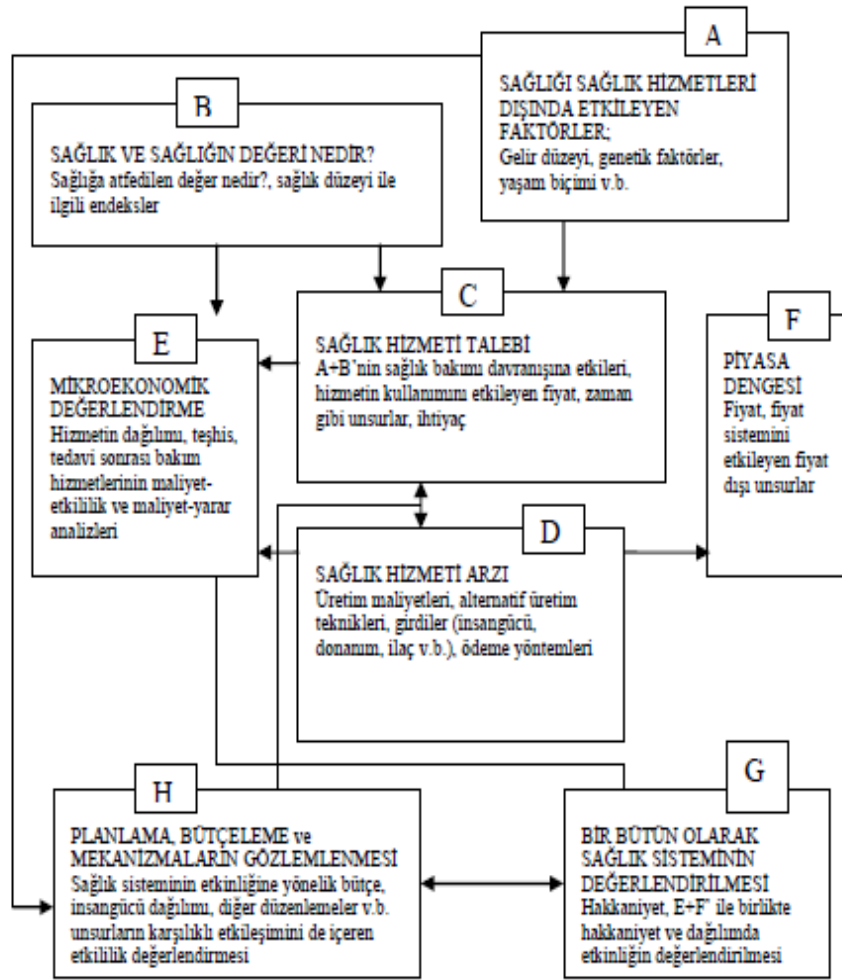 A
SAĞLIĞI SAĞLIK HİZMETLERİ
DIŞINDA ETKİLEYEN
FAKTÖRLER;
Gelir düzeyi, genetik faktörler,
yaşam biçimi v.b.
B
SAĞLIK VE SAĞLIĞIN DEĞERİ NEDİR?
Sağlığa atfedilen değer nedir?, sağlık düzeyi ile
ilgili endeksler
C
SAĞLIK HİZMETİ TALEBİ
A+B'nin sağlık bakımı davranışına etkileri,
hizmetin kullanımını etkileyen fiyat, zaman
gibi unsurlar, ihtiyaç
E
MİKROEKONOMİK
DEĞERLENDİRME
Hizmetin dağılımı, teşhis,
tedavi sonrası bakım
hizmetlerinin maliyet-
etkililik ve maliyet-yarar
analizleri
F
PİYASA
DENGESİ
Fiyat, fiyat
sistemini
etkileyen fiyat
dışı unsurlar
D
SAĞLIK HİZMETİ ARZI
Üretim maliyetleri, alternatif üretim
teknikleri, girdiler (insangücü,
donanım, ilaç v.b.), ödeme yöntemleri
H
PLANLAMA, BÜTÇELEME ve
MEKANİZMALARIN GÖZLEMLENMESİ
Sağlık sisteminin etkinliğine yönelik bütçe,
insangücü dağılımı, diğer düzenlemeler v.b.
unsurların karşılıklı etkileşimini de içeren
etkililik değerlendirmesi
G
BİR BÜTÜN OLARAK
SAĞLIK SİSTEMİNİN
DEĞERLENDİRİLMESİ
Hakkaniyet, E+F' ile birlikte
hakkaniyet ve dağılımda
etkinliğin değerlendirilmesi